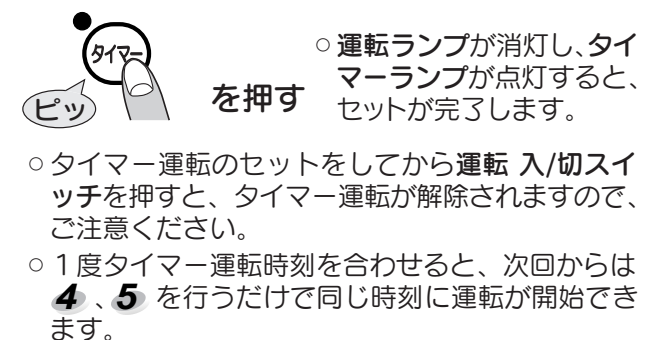 タイマー
ピッ
を押す
○運転ランプが消灯し、タイ
マーランプが点灯すると、
セットが完了します。
○タイマー運転のセットをしてから運転 入/切スイ
ッチを押すと、タイマー運転が解除されますので、
ご注意ください。
○1度タイマー運転時刻を合わせると、次回からは
4、5 を行うだけで同じ時刻に運転が開始でき
ます。